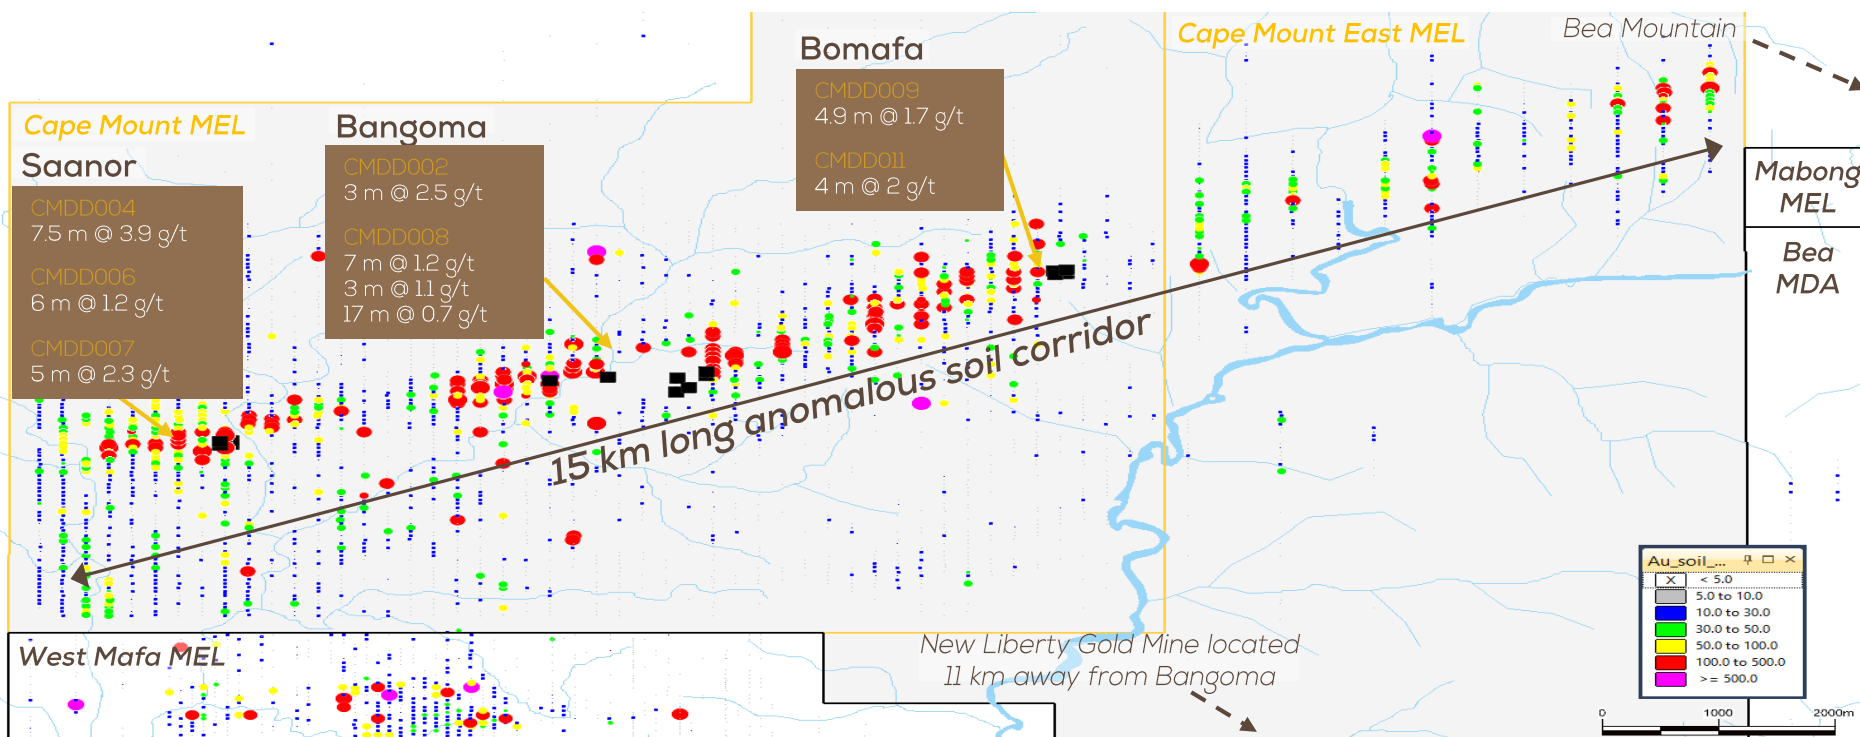 Cape Mount East MEL
Bea Mountain
Bomafa
CMDD009
4.9 m @ 1.7 g/t
CMDD011
4 m @ 2 g/t
Cape Mount MEL
Bangoma
CMDD002
3 m @ 2.5 g/t
CMDD008
7 m @ 1.2 g/t
3 m @ 1.1 g/t
17 m @ 0.7 g/t
Saanor
CMDD004
7.5 m @ 3.9 g/t
CMDD006
6 m @ 1.2 g/t
CMDD007
5 m @ 2.3 g/t
Mabong
MEL
Bea
MDA
15 km long anomalous soil corridor
West Mafa MEL
New Liberty Gold Mine located
11 km away from Bangoma
Au_soil_...
X < 5.0
5.0 to 10.0
10.0 to 30.0
30.0 to 50.0
50.0 to 100.0
100.0 to 500.0
>= 500.0
0 1000 2000m